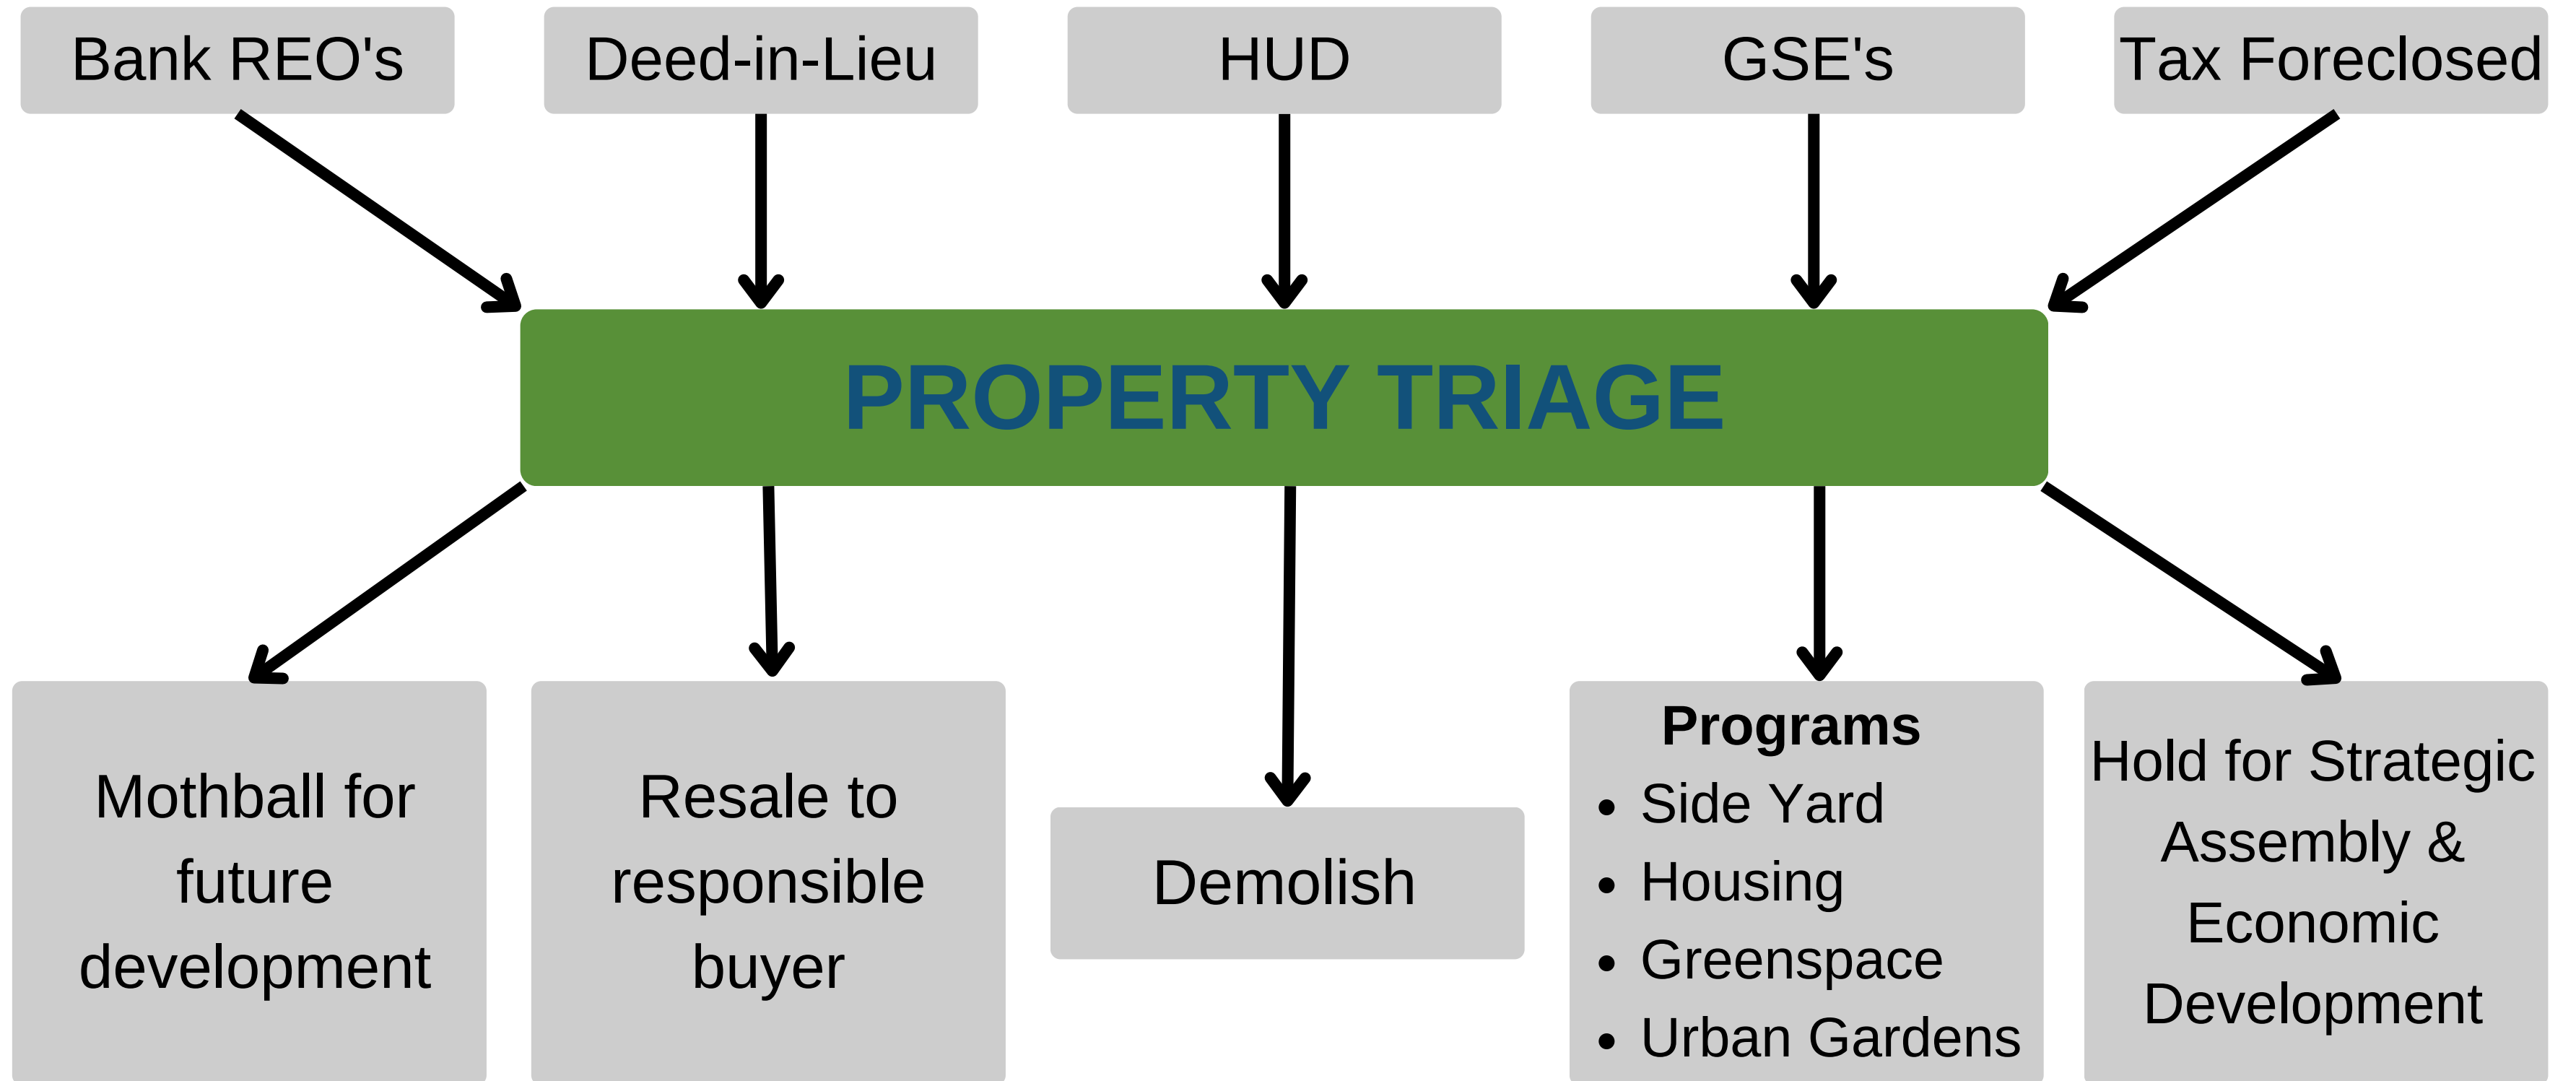 Bank REO's
Deed-in-Lieu
HUD
GSE's
Tax Foreclosed
PROPERTY TRIAGE
Mothball for
future
development
Resale to
responsible
buyer
Demolish
Programs
• Side Yard
• Housing
• Greenspace
• Urban Gardens
Hold for Strategic
Assembly &
Economic
Development